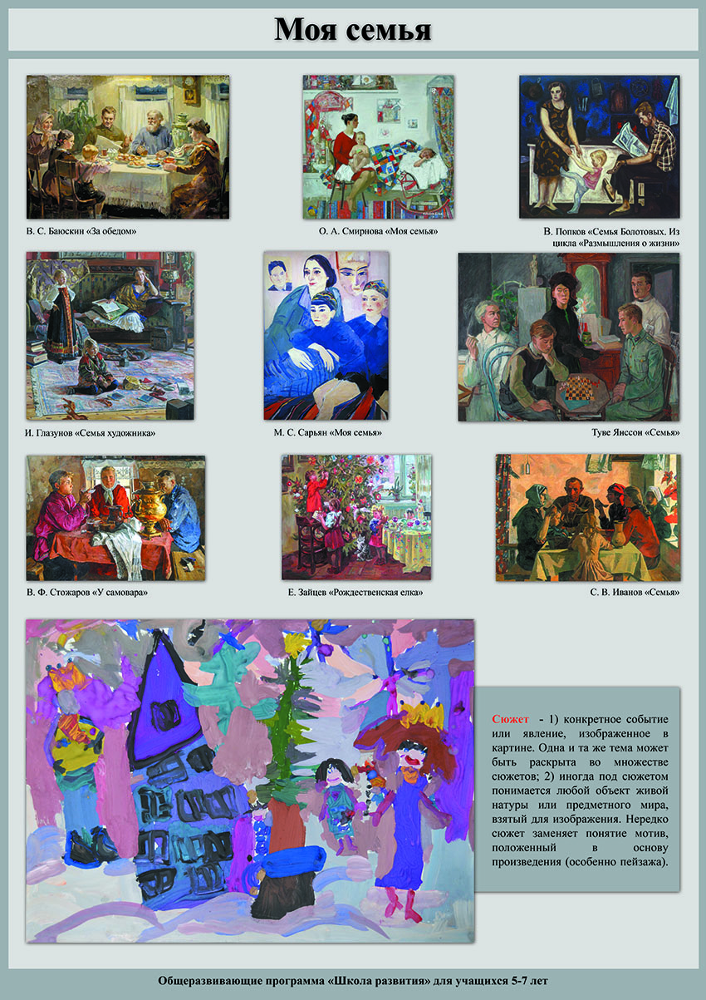 Моя семья
В. С. Баюскин «За обедом»
О. А. Смирнова «Моя семья»
В. Попков «Семья Болотовых. Из
цикла «Размышления о жизни»
И. Глазунов «Семья художника»
М. С. Сарьян «Моя семья»
Туве Янссон «Семья»
В. Ф. Стожаров «У самовара»
Е. Зайцев «Рождественская елка»
С. В. Иванов «Семья»
Сюжет - 1) конкретное событие
или явление, изображенное в
картине. Одна и та же тема может
быть раскрыта во множестве
сюжетов; 2) иногда под сюжетом
понимается любой объект живой
натуры или предметного мира,
взятый для изображения. Нередко
сюжет заменяет понятие мотив,
положенный в основу
произведения (особенно пейзажа).
Общеразвивающие программа «Школа развития» для учащихся 5-7 лет